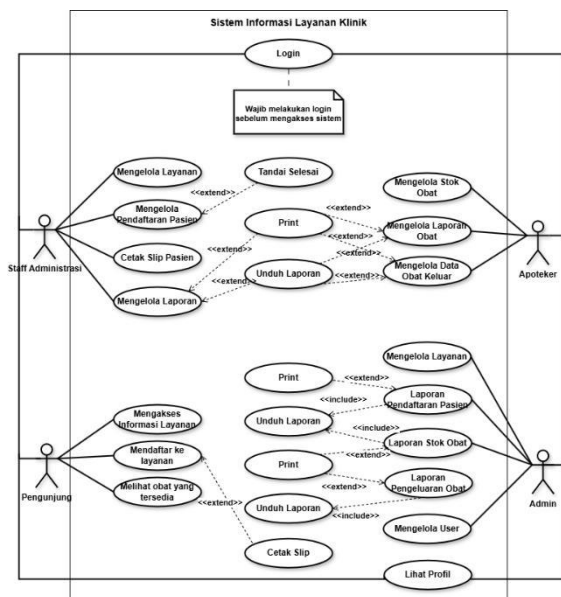 Sistem Informasi Layanan Klinik
Login
Wajib melakukan login
sebelum mengakses sistem
Mengelola Layanan
Tandai Selesai
<<extend>>
Mengelola
Pendaftaran Pasien
Mengelola Stok
Obat
Print
<<extend>>
Mengelola Laporan
Obat
Staff Administrasi
Cetak Slip Pasien
<<extend>>
<<extend>>
<<extend>>
Apoteker
Unduh Laporan
<<extend>>
Mengelola Data
Obat Keluar
Mengelola Laporan
<<extend>>
Mengelola Layanan
Print
<<extend>>
Laporan
Pendaftaran Pasien
<<include>>
Mengakses
Informasi Layanan
Unduh Laporan
<<include>>
Laporan Stok Obat
Mendaftar ke
layanan
<<extend>>
Print
Laporan
Pengeluaran Obat
Pengunjung
Melihat obat yang
tersedia
<<extend>>
Admin
<<extend>>
Unduh Laporan
<<include>>
Mengelola User
Cetak Slip
Lihat Profil